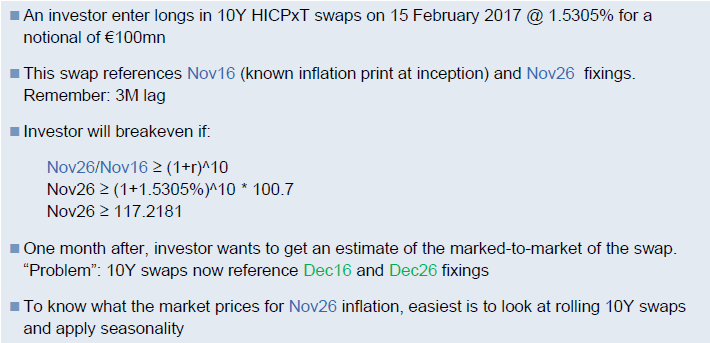 An investor enter longs in 10Y HICPxT swaps on 15 February 2017 @ 1.5305% for a
notional of €100mn
This swap references Nov16 (known inflation print at inception) and Nov26 fixings.
Remember: 3M lag
Investor will breakeven if:
Nov26/Nov16 ≥ (1+r)^10
Nov26 ≥ (1+1.5305%)^10 * 100.7
Nov26 ≥ 117.2181
One month after, investor wants to get an estimate of the marked-to-market of the swap.
“Problem”: 10Y swaps now reference Dec16 and Dec26 fixings
To know what the market prices for Nov26 inflation, easiest is to look at rolling 10Y swaps
and apply seasonality